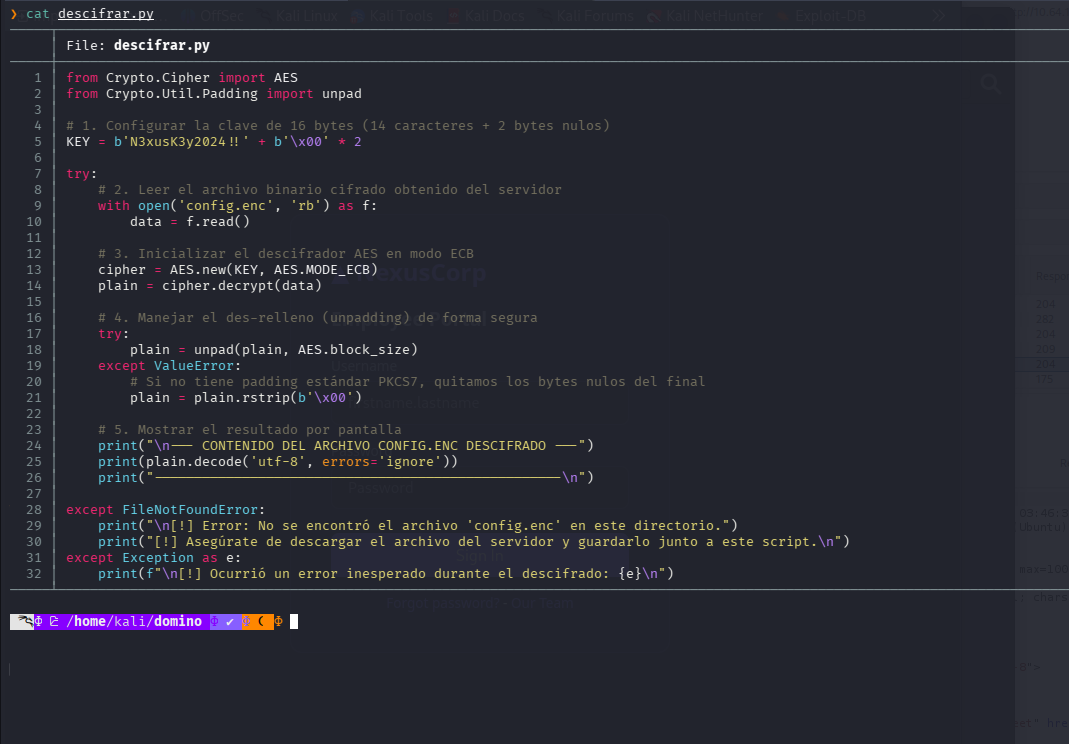 ❯ cat descifrar.py
File: descifrar.py
1 from Crypto.Cipher import AES
2 from Crypto.Util.Padding import unpad
3
4 # 1. Configurar la clave de 16 bytes (14 caracteres + 2 bytes nulos)
5 KEY = b'N3xusK3y2024!!' + b'\x00' * 2
6
7 try:
8     # 2. Leer el archivo binario cifrado obtenido del servidor
9     with open('config.enc', 'rb') as f:
10         data = f.read()
11
12     # 3. Inicializar el descifrador AES en modo ECB
13     cipher = AES.new(KEY, AES.MODE_ECB)
14     plain = cipher.decrypt(data)
15
16     # 4. Manejar el des-relleno (unpadding) de forma segura
17     try:
18         plain = unpad(plain, AES.block_size)
19     except ValueError:
20         # Si no tiene padding estándar PKCS7, quitamos los bytes nulos del final
21         plain = plain.rstrip(b'\x00')
22
23     # 5. Mostrar el resultado por pantalla
24     print("\n--- CONTENIDO DEL ARCHIVO CONFIG.ENC DESCIFRADO ---")
25     print(plain.decode('utf-8', errors='ignore'))
26     print("---------------------------------------------------\n")
27
28 except FileNotFoundError:
29     print("\n[!] Error: No se encontró el archivo 'config.enc' en este directorio.")
30     print("[!] Asegúrate de descargar el archivo del servidor y guardarlo junto a este script.\n")
31 except Exception as e:
32     print(f"\n[!] Ocurrió un error inesperado durante el descifrado: {e}\n")
/home/kali/domino ✔